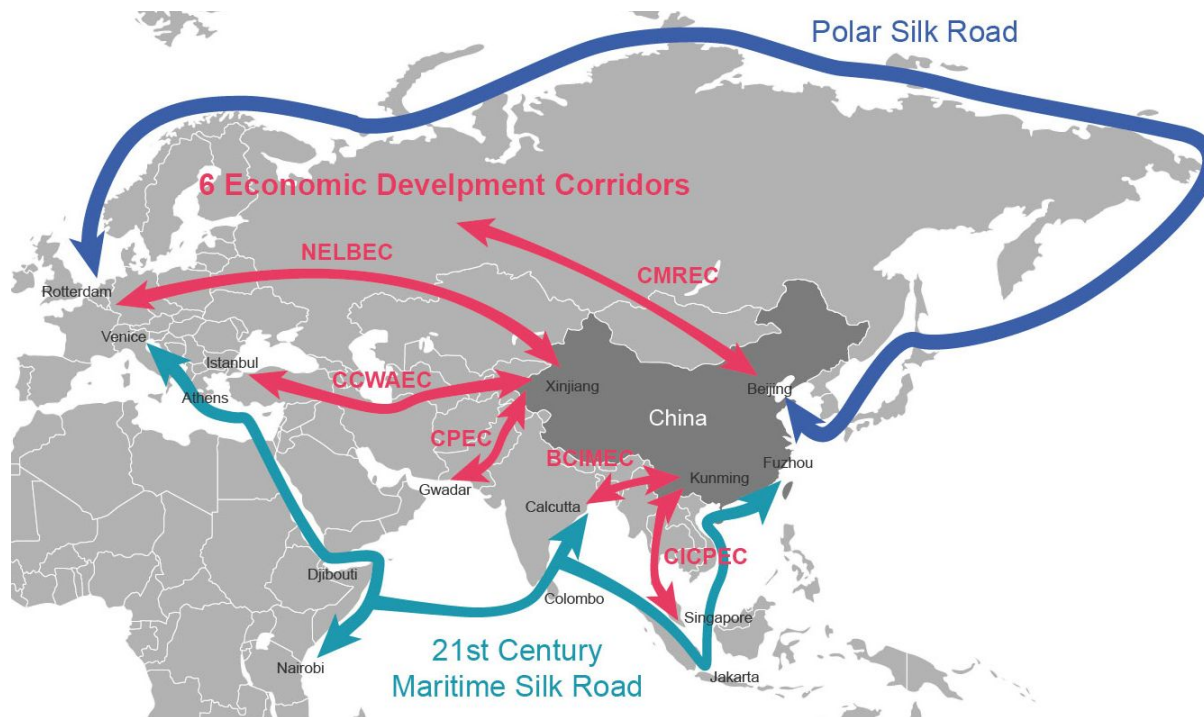 Polar Silk Road
6 Economic Develpment Corridors
NELBEC
CMREC
Rotterdam
Venice
Istanbul
Athens
CCWAEC
Xinjiang
Beijing
China
CPEC
BCIMEC
Fuzhou
Gwadar
Kunming
Calcutta
CICPEC
Djibouti
Colombo
Singapore
Nairobi
21st Century
Maritime Silk Road
Jakarta